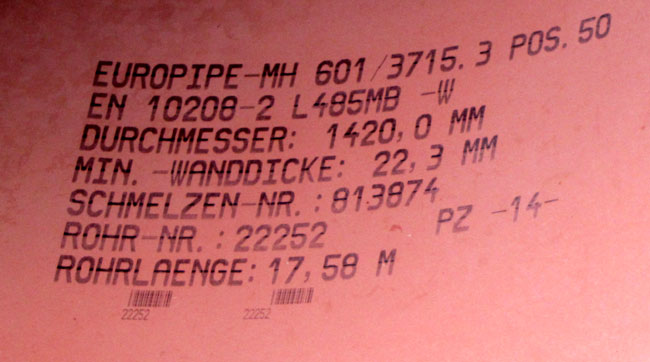 EUROPIPE-MH 601/3715.3 POS.50
EN 10208-2 L485MB -W
DURCHMESSER: 1420,0 MM
MIN. -WANDDICKE: 22,3 MM
SCHMELZEN-NR.:813874
PZ -14-
ROHR-NR.:22252
ROHRLAENGE:17,58 M
22252 22252